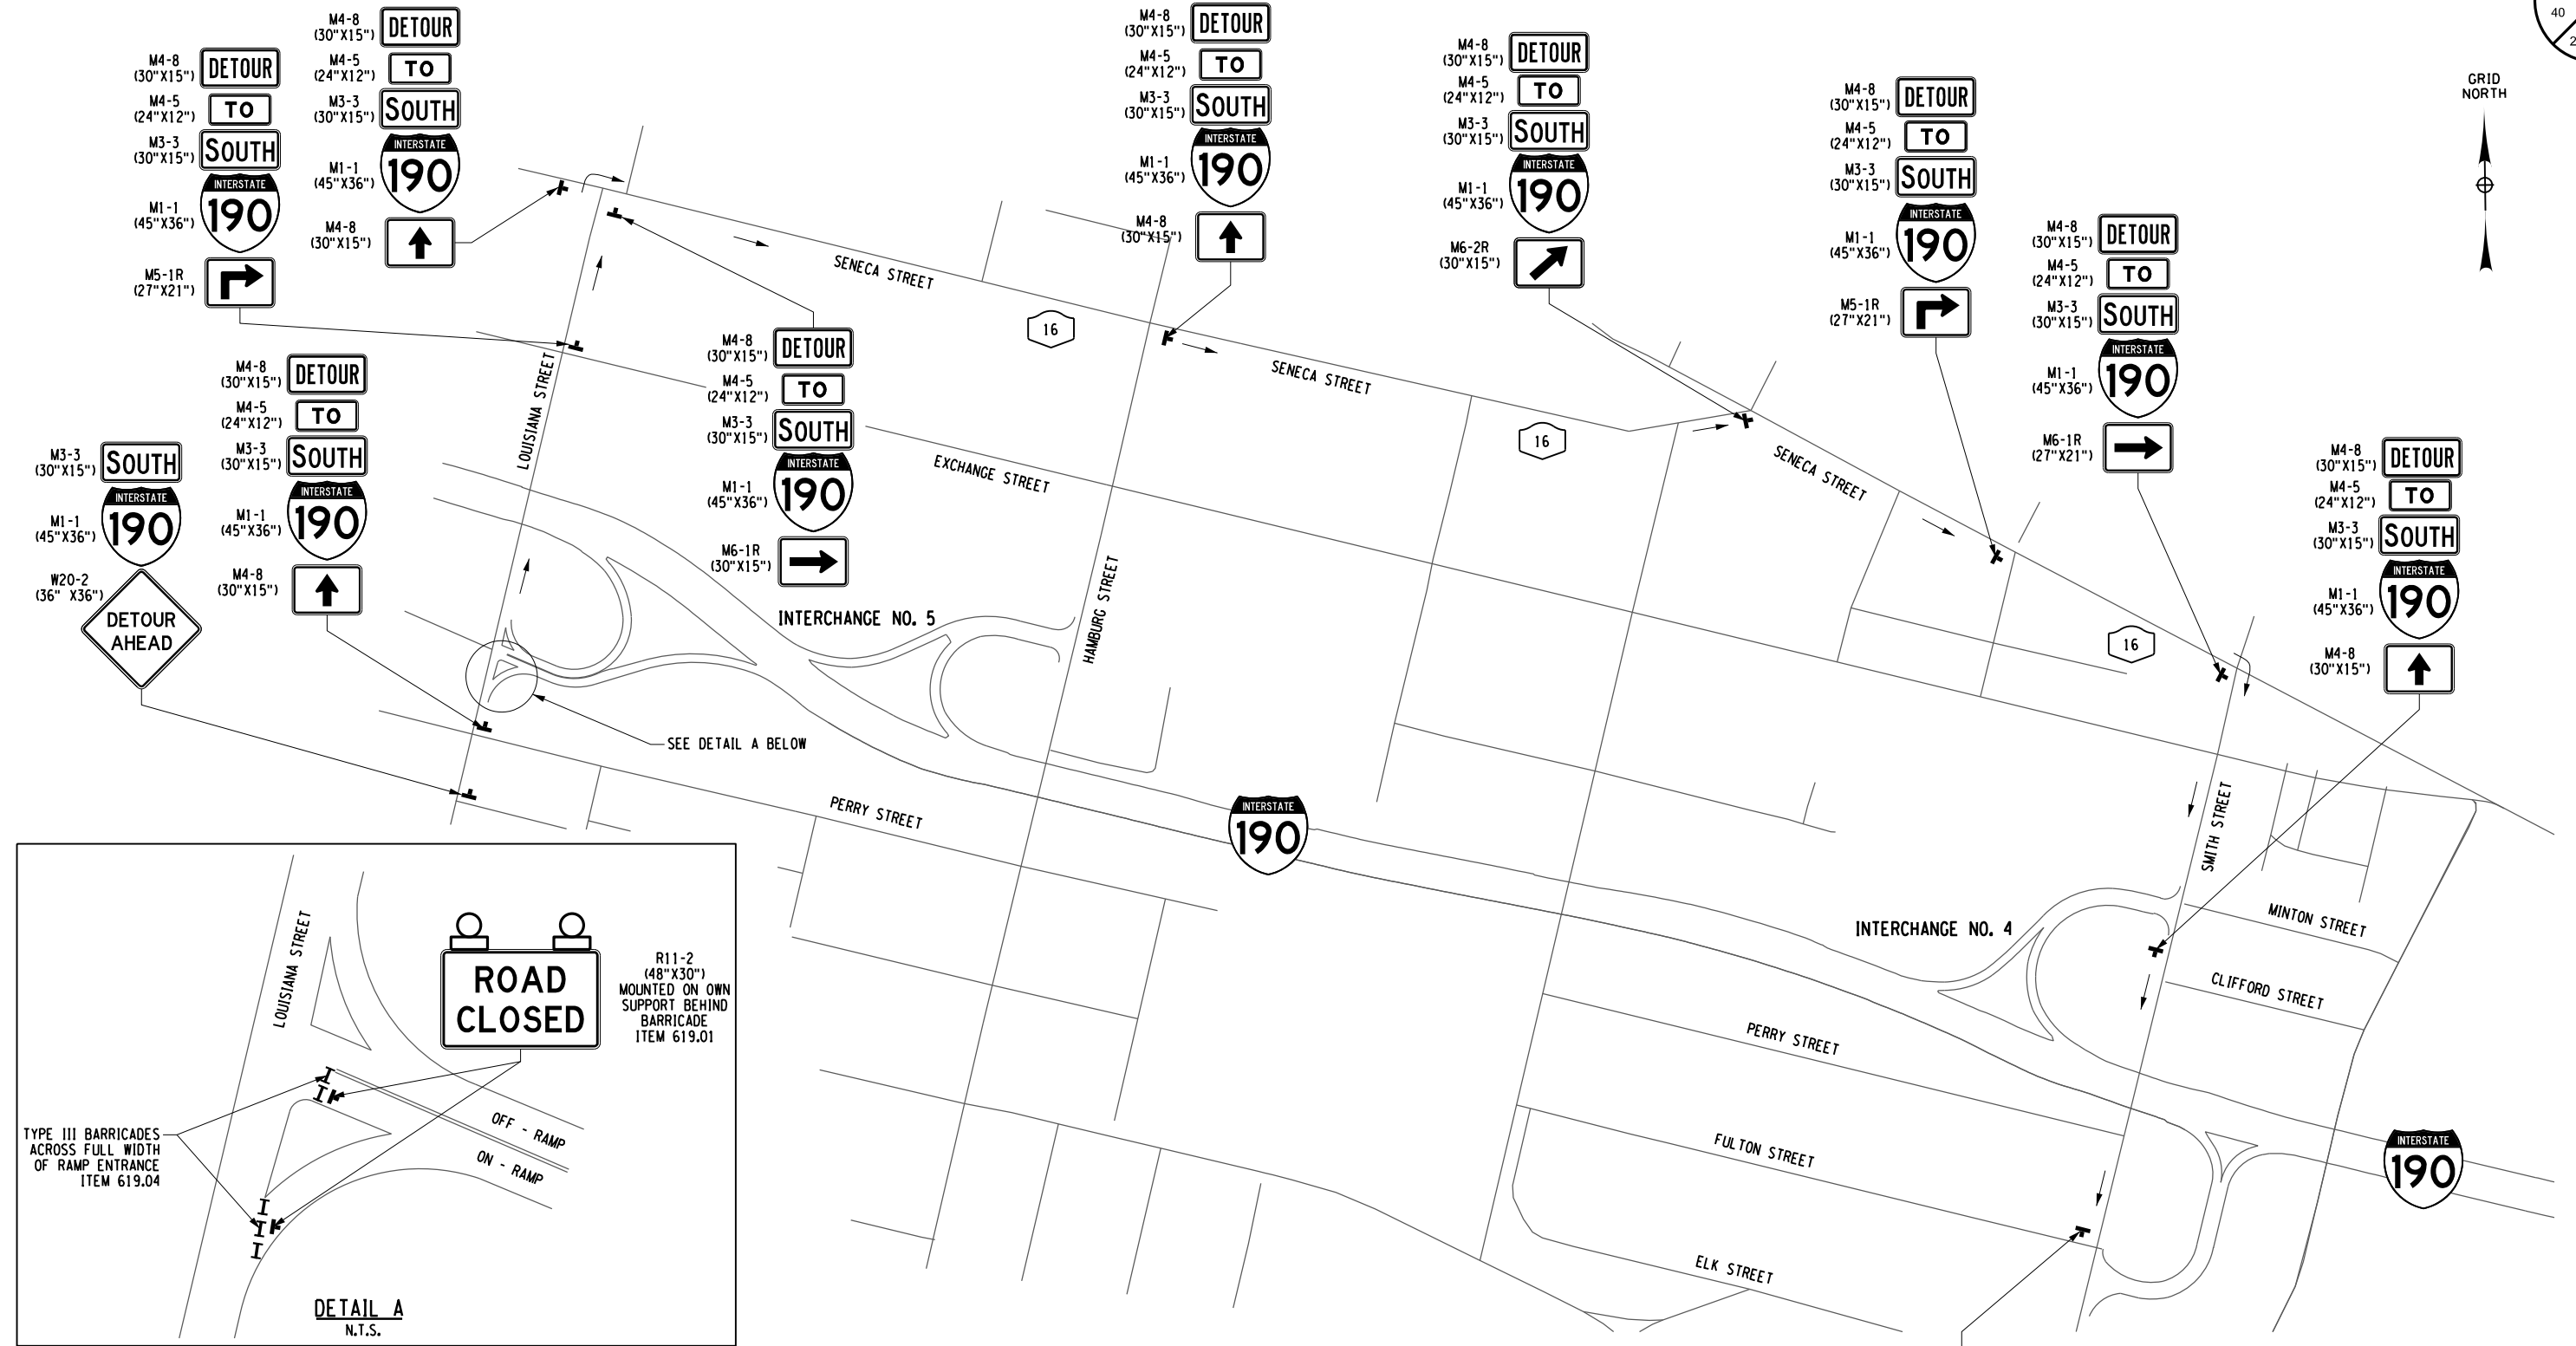 M4-8
(30"X15")
DETOUR
M4-5
(24"X12")
TO
M3-3
(30"X15")
SOUTH
M1-1
(45"X36")
INTERSTATE
190
M5-1R
(27"X21")
M4-8
(30"X15")
DETOUR
M4-5
(24"X12")
TO
M3-3
(30"X15")
SOUTH
M1-1
(45"X36")
INTERSTATE
190
M4-8
(30"X15")
M4-8
(30"X15")
DETOUR
M4-5
(24"X12")
TO
M3-3
(30"X15")
SOUTH
M1-1
(45"X36")
INTERSTATE
190
M4-8
(30"X15")
M4-8
(30"X15")
DETOUR
M4-5
(24"X12")
TO
M3-3
(30"X15")
SOUTH
M1-1
(45"X36")
INTERSTATE
190
M6-2R
(30"X15")
M4-8
(30"X15")
DETOUR
M4-5
(24"X12")
TO
M3-3
(30"X15")
SOUTH
M1-1
(45"X36")
INTERSTATE
190
M5-1R
(27"X21")
M4-8
(30"X15")
DETOUR
M4-5
(24"X12")
TO
M3-3
(30"X15")
SOUTH
M1-1
(45"X36")
INTERSTATE
190
M6-1R
(27"X21")
40
2
GRID
NORTH
M3-3
(30"X15")
SOUTH
M1-1
(45"X36")
INTERSTATE
190
W20-2
(36" X36")
DETOUR
AHEAD
M4-8
(30"X15")
DETOUR
M4-5
(24"X12")
TO
M3-3
(30"X15")
SOUTH
M1-1
(45"X36")
INTERSTATE
190
M4-8
(30"X15")
M4-8
(30"X15")
DETOUR
M4-5
(24"X12")
TO
M3-3
(30"X15")
SOUTH
M1-1
(45"X36")
INTERSTATE
190
M6-1R
(30"X15")
M4-8
(30"X15")
DETOUR
M4-5
(24"X12")
TO
M3-3
(30"X15")
SOUTH
M1-1
(45"X36")
INTERSTATE
190
M4-8
(30"X15")
SENECA STREET
16
SENECA STREET
16
SENECA STREET
16
LOUISIANA STREET
EXCHANGE STREET
HAMBURG STREET
INTERCHANGE NO. 5
SEE DETAIL A BELOW
PERRY STREET
INTERSTATE
190
SMITH STREET
INTERCHANGE NO. 4
MINTON STREET
CLIFFORD STREET
PERRY STREET
FULTON STREET
ELK STREET
INTERSTATE
190
LOUISIANA STREET
ROAD
CLOSED
R11-2
(48"X30")
MOUNTED ON OWN
SUPPORT BEHIND
BARRICADE
ITEM 619.01
TYPE III BARRICADES
ACROSS FULL WIDTH
OF RAMP ENTRANCE
ITEM 619.04
OFF - RAMP
ON - RAMP
DETAIL A
N.T.S.